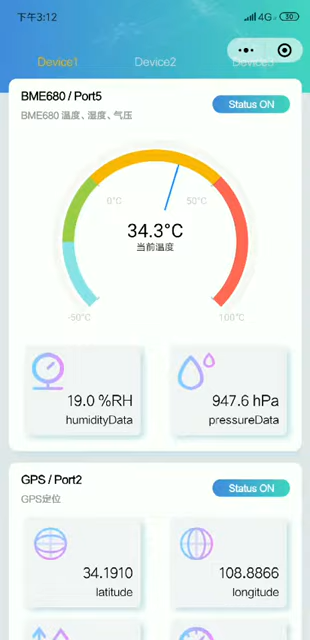 下午3:12
4G 30
Device1 Device2 Device3
BME680 / Port5
Status ON
BME680 温度、湿度、气压
0°C 50°C
34.3°C
当前温度
-50°C 100°C
19.0 %RH 947.6 hPa
humidityData pressureData
GPS / Port2
Status ON
GPS定位
34.1910 108.8866
latitude longitude